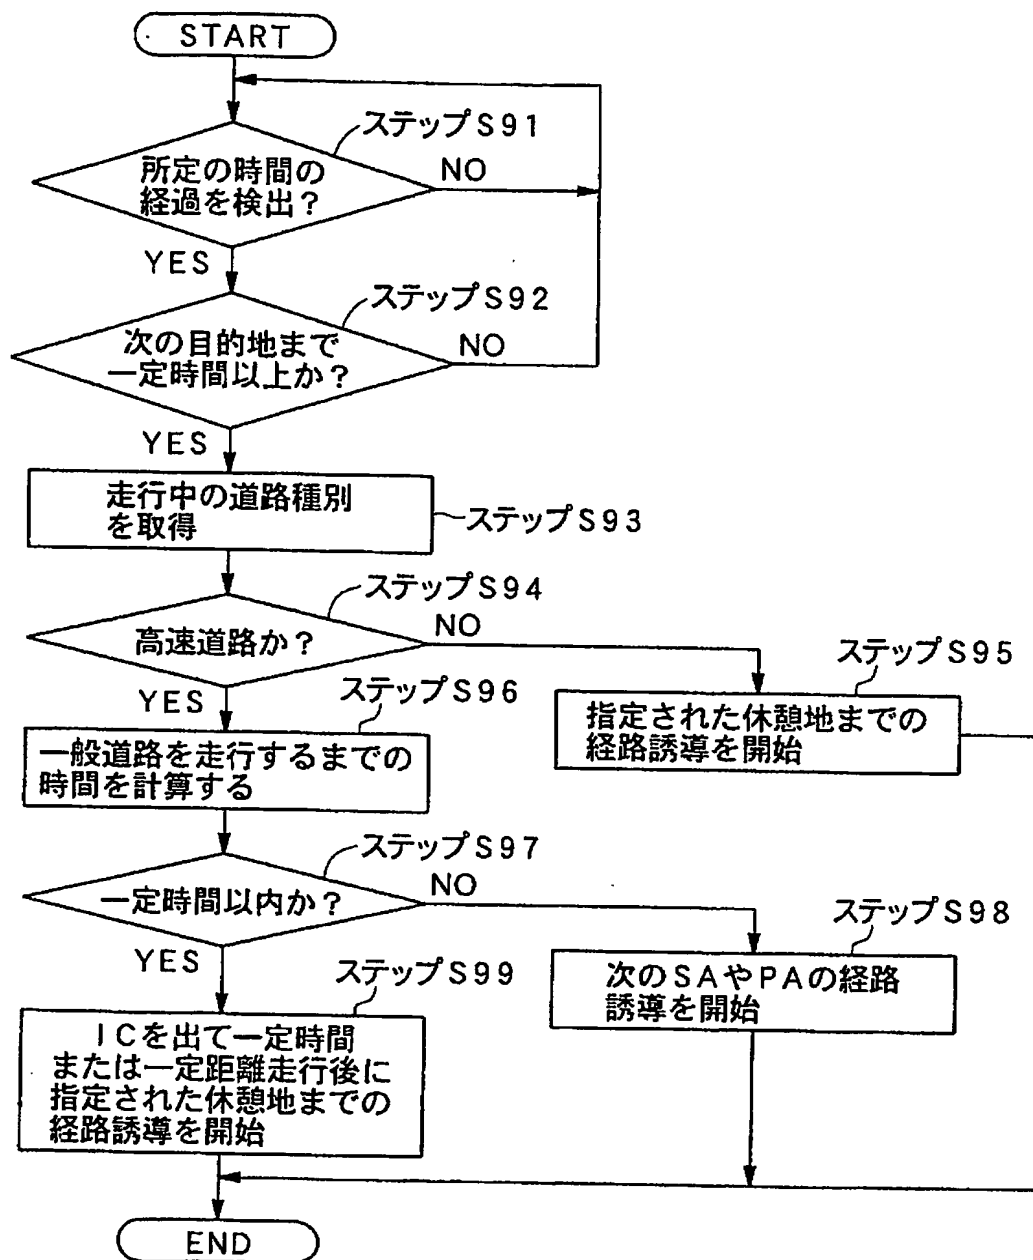 START
ステップS91
所定の時間の
経過を検出?
NO
YES
ステップS92
次の目的地まで
一定時間以上か?
NO
YES
走行中の道路種別
を取得
ステップS93
ステップS94
高速道路か?
NO
YES
ステップS95
指定された休憩地までの
経路誘導を開始
ステップS96
一般道路を走行するまでの
時間を計算する
ステップS97
一定時間以内か?
NO
YES
ステップS98
次のSAやPAの経路
誘導を開始
ステップS99
ICを出て一定時間
または一定距離走行後に
指定された休憩地までの
経路誘導を開始
END